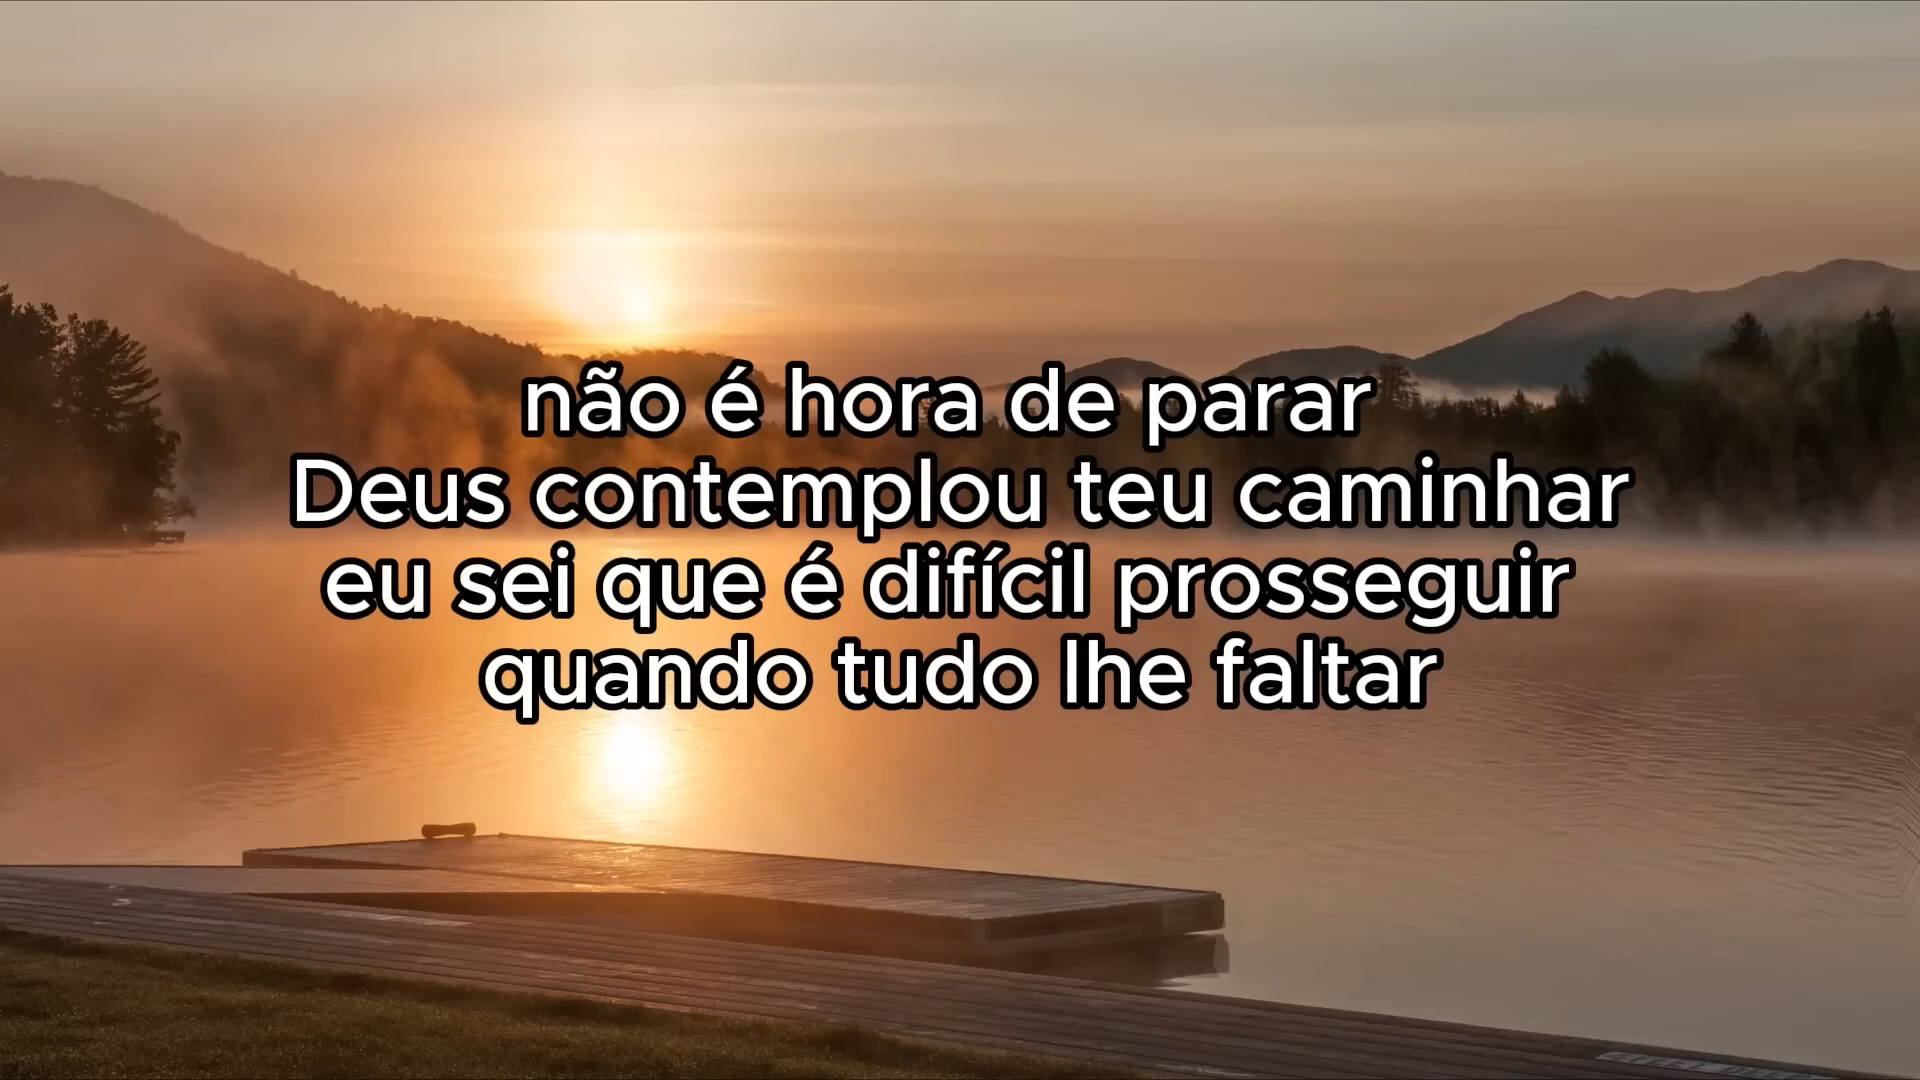 não é hora de parar
Deus contemplou teu caminhar
eu sei que é difícil prosseguir
quando tudo lhe faltar